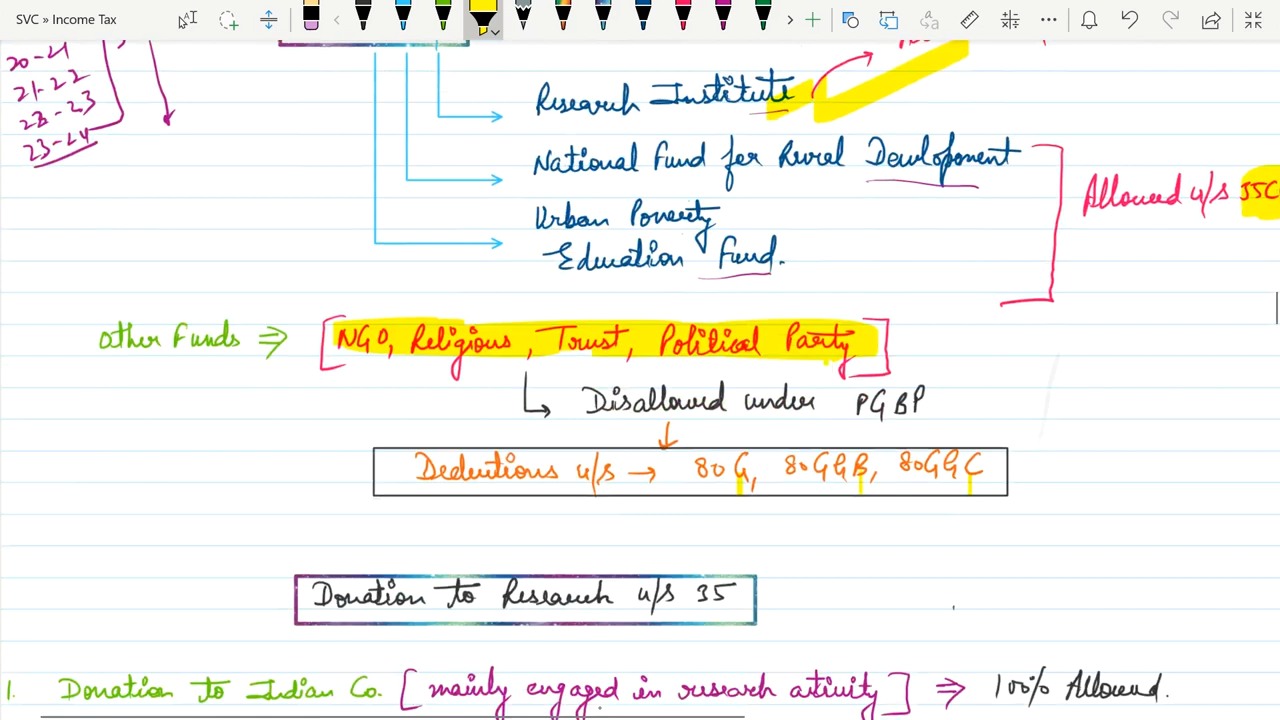 SVC » Income Tax
20-21
21-22
22-23
23-24
Research Institute
National Fund for Rural Development
Allowed u/s 35C
Urban Poverty
Education Fund.
Other Funds ⇒ [NGO, Religious, Trust, Political Party]
↳ Disallowed under PGBP
Deductions u/s → 80G, 80GGB, 80GGC
Donation to Research u/s 35
1. Donation to Indian Co. [mainly engaged in research activity] ⇒ 100% Allowed.